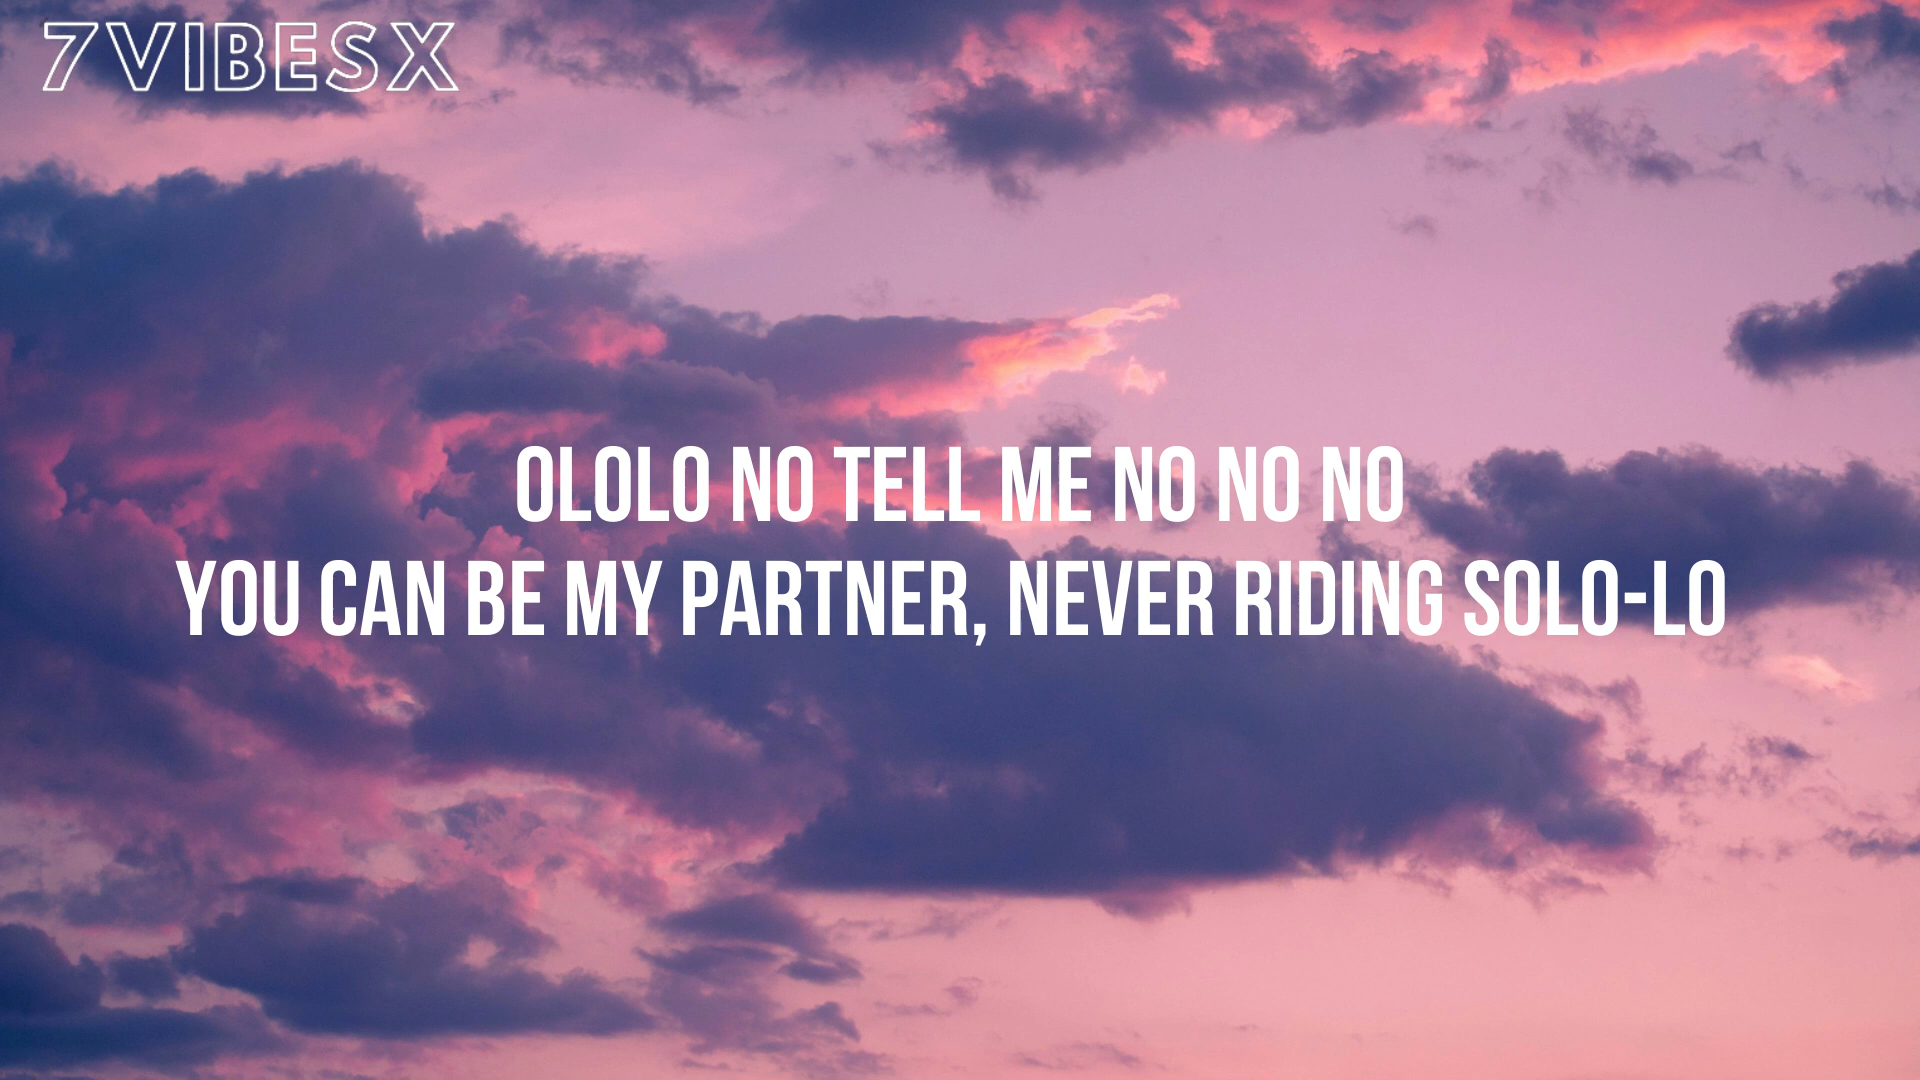 7VIBESX
OLOLO NO TELL ME NO NO NO
YOU CAN BE MY PARTNER, NEVER RIDING SOLO-LO